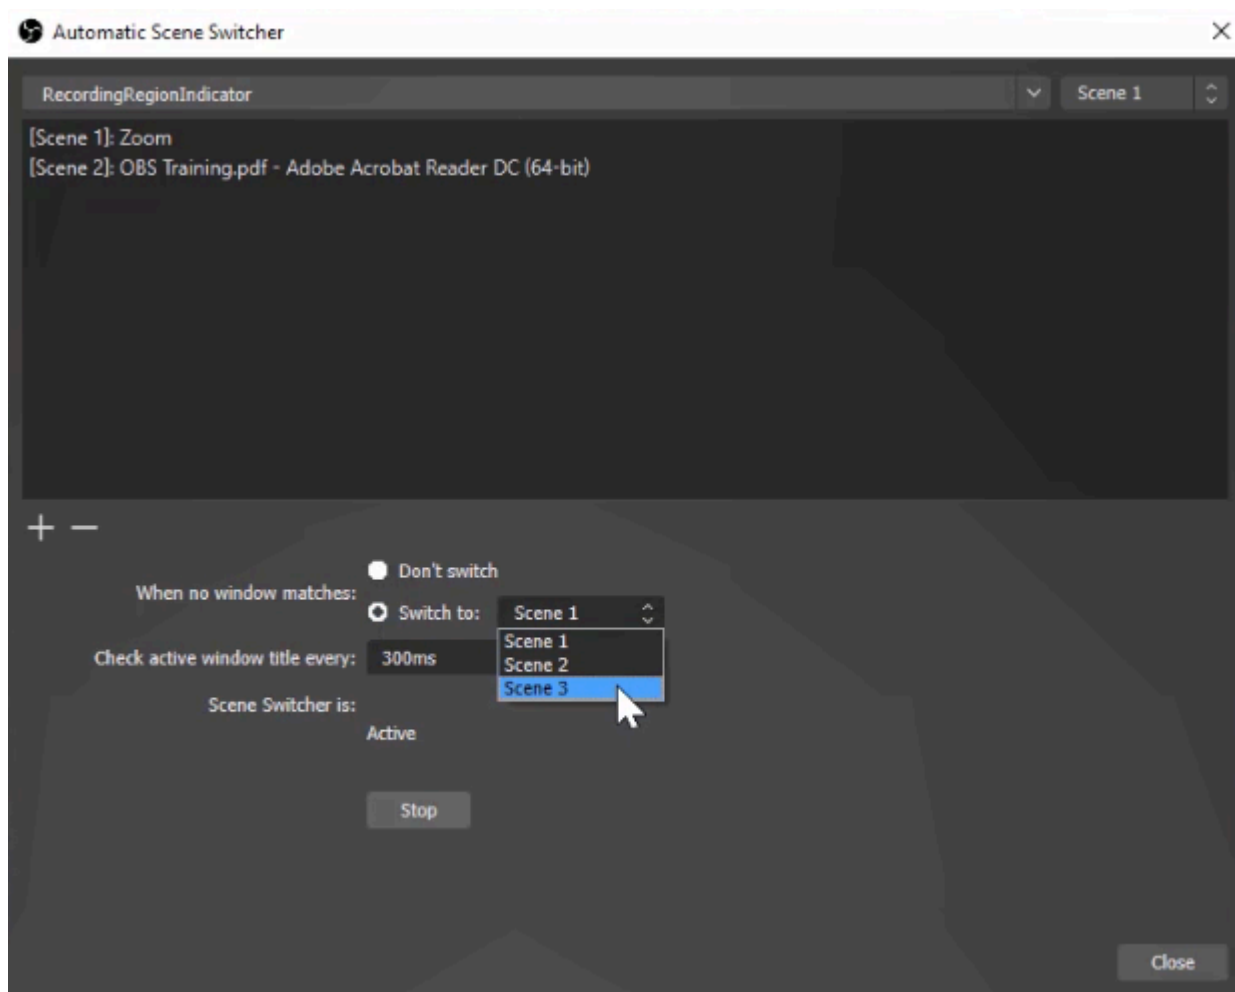 Automatic Scene Switcher
RecordingRegionIndicator
Scene 1
[Scene 1]: Zoom
[Scene 2]: OBS Training.pdf - Adobe Acrobat Reader DC (64-bit)
When no window matches:
Don't switch
Switch to:
Scene 1
Scene 1
Scene 2
Scene 3
Check active window title every:
300ms
Scene Switcher is:
Active
Stop
Close